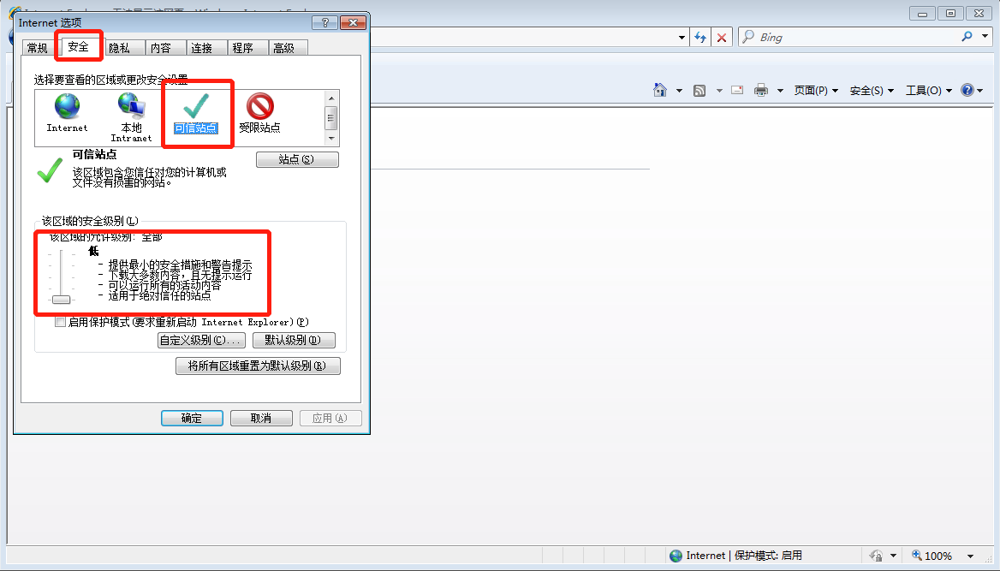 Internet 选项
Bing
常规
安全
隐私
内容
连接
程序
高级
页面(P)
安全(S)
工具(O)
选择要查看的区域或更改安全设置
Internet
本地
Intranet
可信站点
受限站点
可信站点
站点(S)
该区域包含您信任对您的计算机或
文件没有损害的网站。
该区域的安全级别(L)
该区域的允许级别: 全部
低
- 提供最小的安全措施和警告提示
- 下载大多数内容，且无提示运行
- 可以运行所有的活动内容
- 适用于绝对信任的站点
启用保护模式(要求重新启动 Internet Explorer)(P)
自定义级别(C)...
默认级别(D)
将所有区域重置为默认级别(R)
确定
取消
应用(A)
Internet | 保护模式: 启用
100%